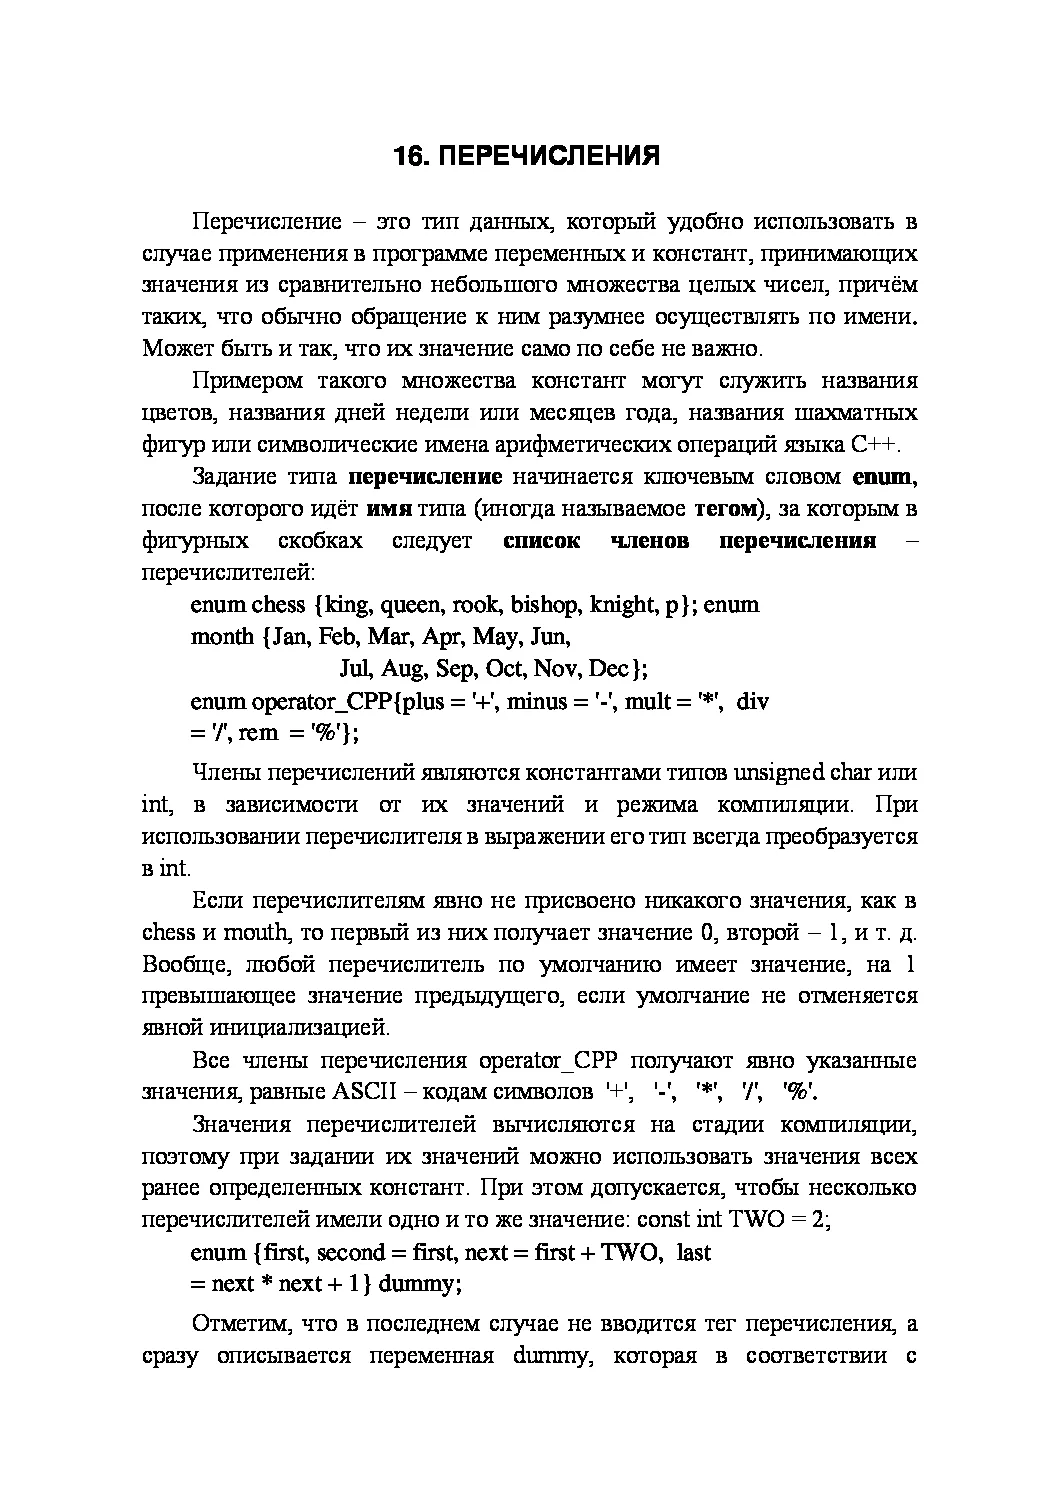 16. ПЕРЕЧИСЛЕНИЯ
Перечисление – это тип данных, который удобно использовать в
случае применения в программе переменных и констант, принимающих
значения из сравнительно небольшого множества целых чисел, причём
таких, что обычно обращение к ним разумнее осуществлять по имени.
Может быть и так, что их значение само по себе не важно.
Примером такого множества констант могут служить названия
цветов, названия дней недели или месяцев года, названия шахматных
фигур или символические имена арифметических операций языка С++.
Задание типа перечисление начинается ключевым словом enum,
после которого идёт имя типа (иногда называемое тегом), за которым в
фигурных скобках следует список членов перечисления –
перечислителей:
enum chess {king, queen, rook, bishop, knight, p}; enum
month {Jan, Feb, Mar, Apr, May, Jun,
Jul, Aug, Sep, Oct, Nov, Dec};
enum operator_CPP{plus = '+', minus = '-', mult = '*', div
= '/', rem = '%'};
Члены перечислений являются константами типов unsigned char или
int, в зависимости от их значений и режима компиляции. При
использовании перечислителя в выражении его тип всегда преобразуется
в int.
Если перечислителям явно не присвоено никакого значения, как в
chess и mouth, то первый из них получает значение 0, второй – 1, и т. д.
Вообще, любой перечислитель по умолчанию имеет значение, на 1
превышающее значение предыдущего, если умолчание не отменяется
явной инициализацией.
Все члены перечисления operator_CPP получают явно указанные
значения, равные ASCII – кодам символов '+', '-', '*', '/', '%'.
Значения перечислителей вычисляются на стадии компиляции,
поэтому при задании их значений можно использовать значения всех
ранее определенных констант. При этом допускается, чтобы несколько
перечислителей имели одно и то же значение: const int TWO = 2;
enum {first, second = first, next = first + TWO, last
= next * next + 1} dummy;
Отметим, что в последнем случае не вводится тег перечисления, а
сразу описывается переменная dummy, которая в соответствии с